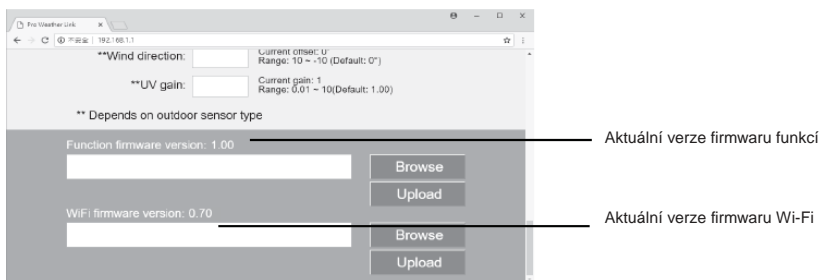 Pro Weather Link
不安全 | 192.168.1.1
**Wind direction:
Current offset: 0°
Range: 10 ~ -10 (Default: 0°)
**UV gain:
Current gain: 1
Range: 0.01 ~ 10(Default: 1.00)
** Depends on outdoor sensor type
Function firmware version: 1.00
Aktuální verze firmwaru funkcí
Browse
Upload
WiFi firmware version: 0.70
Aktuální verze firmwaru Wi-Fi
Browse
Upload